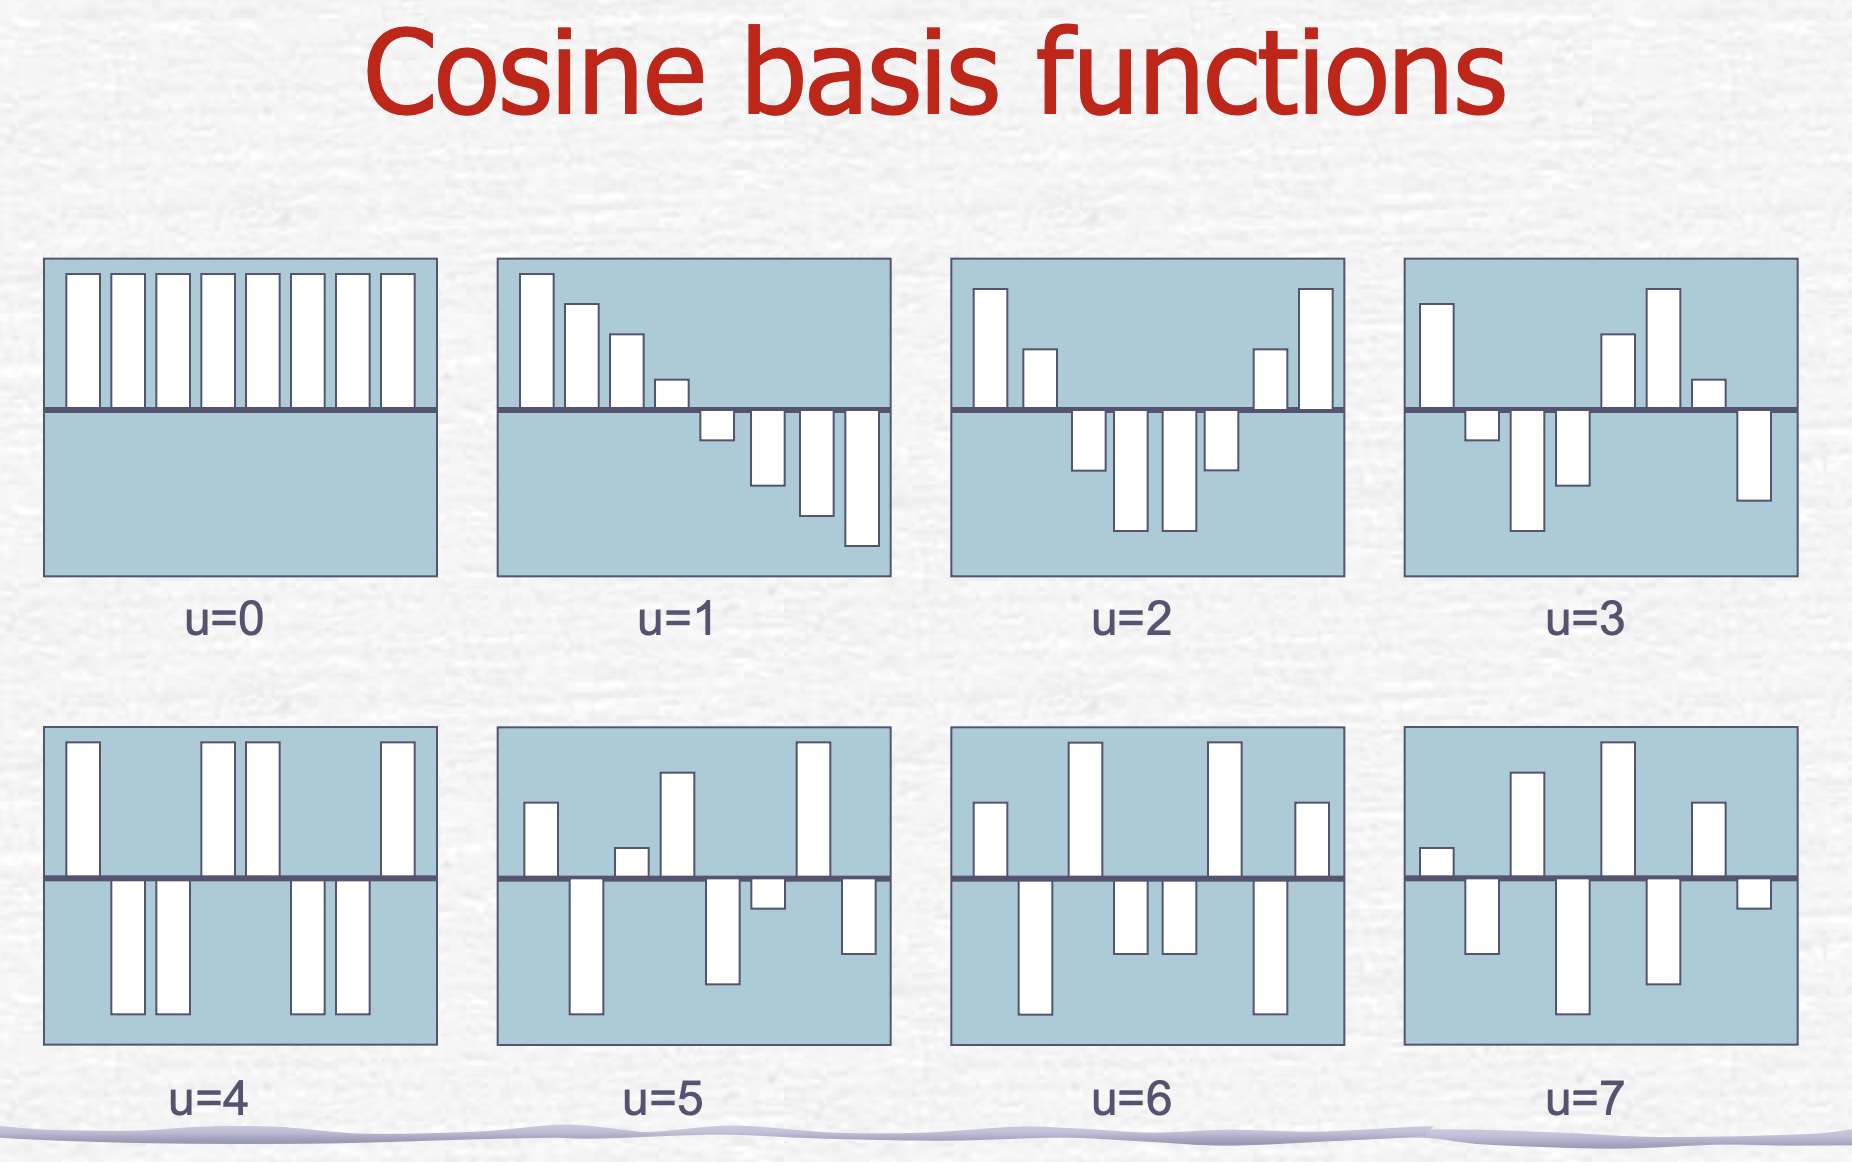 Cosine basis functions
u=0 u=1 u=2 u=3
u=4 u=5 u=6 u=7